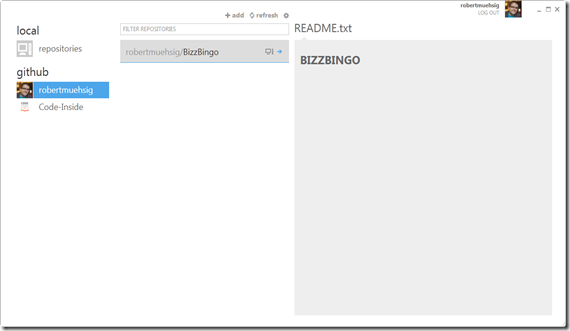 robertmuehsig
LOG OUT
add
refresh
local
repositories
github
robertmuehsig
Code-Inside
FILTER REPOSITORIES
robertmuehsig/BizzBingo
README.txt
BIZZBINGO